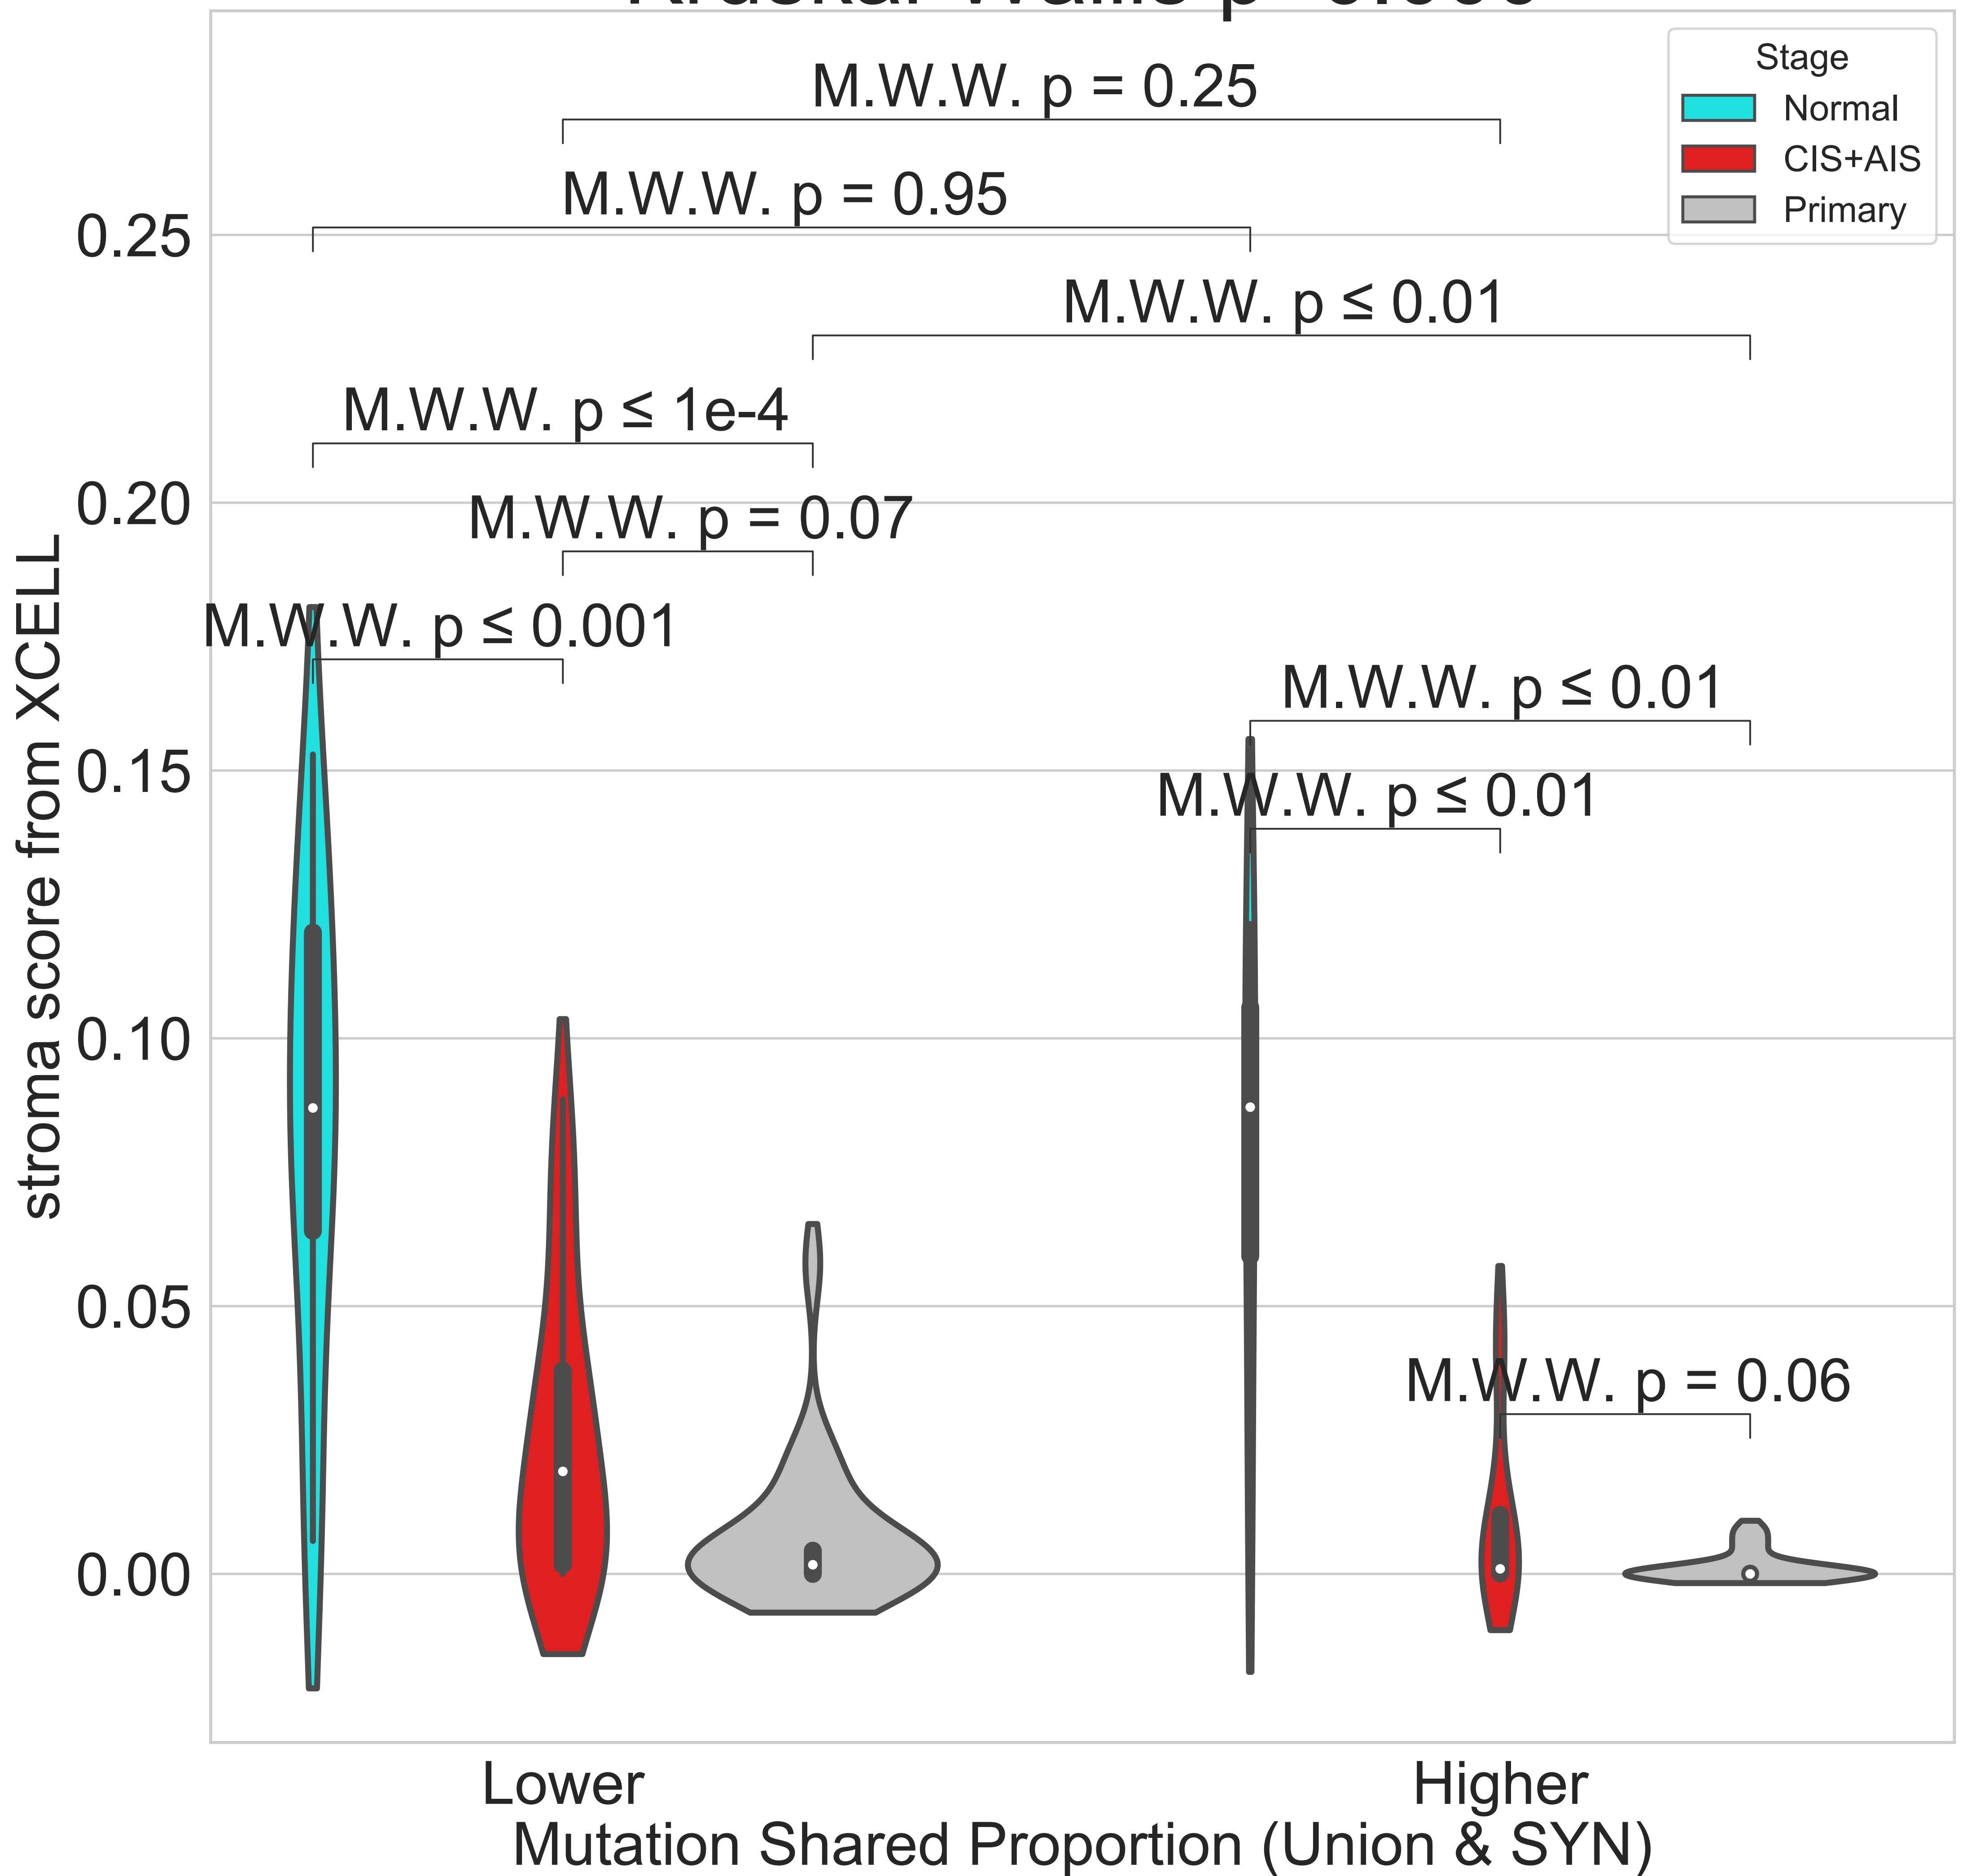 M.W.W. p = 0.25
M.W.W. p = 0.95
M.W.W. p ≤ 0.01
M.W.W. p ≤ 1e-4
M.W.W. p = 0.07
M.W.W. p ≤ 0.001
M.W.W. p ≤ 0.01
M.W.W. p ≤ 0.01
M.W.W. p = 0.06
Stage
Normal
CIS+AIS
Primary
stroma score from XCELL
0.25
0.20
0.15
0.10
0.05
0.00
Lower
Higher
Mutation Shared Proportion (Union & SYN)